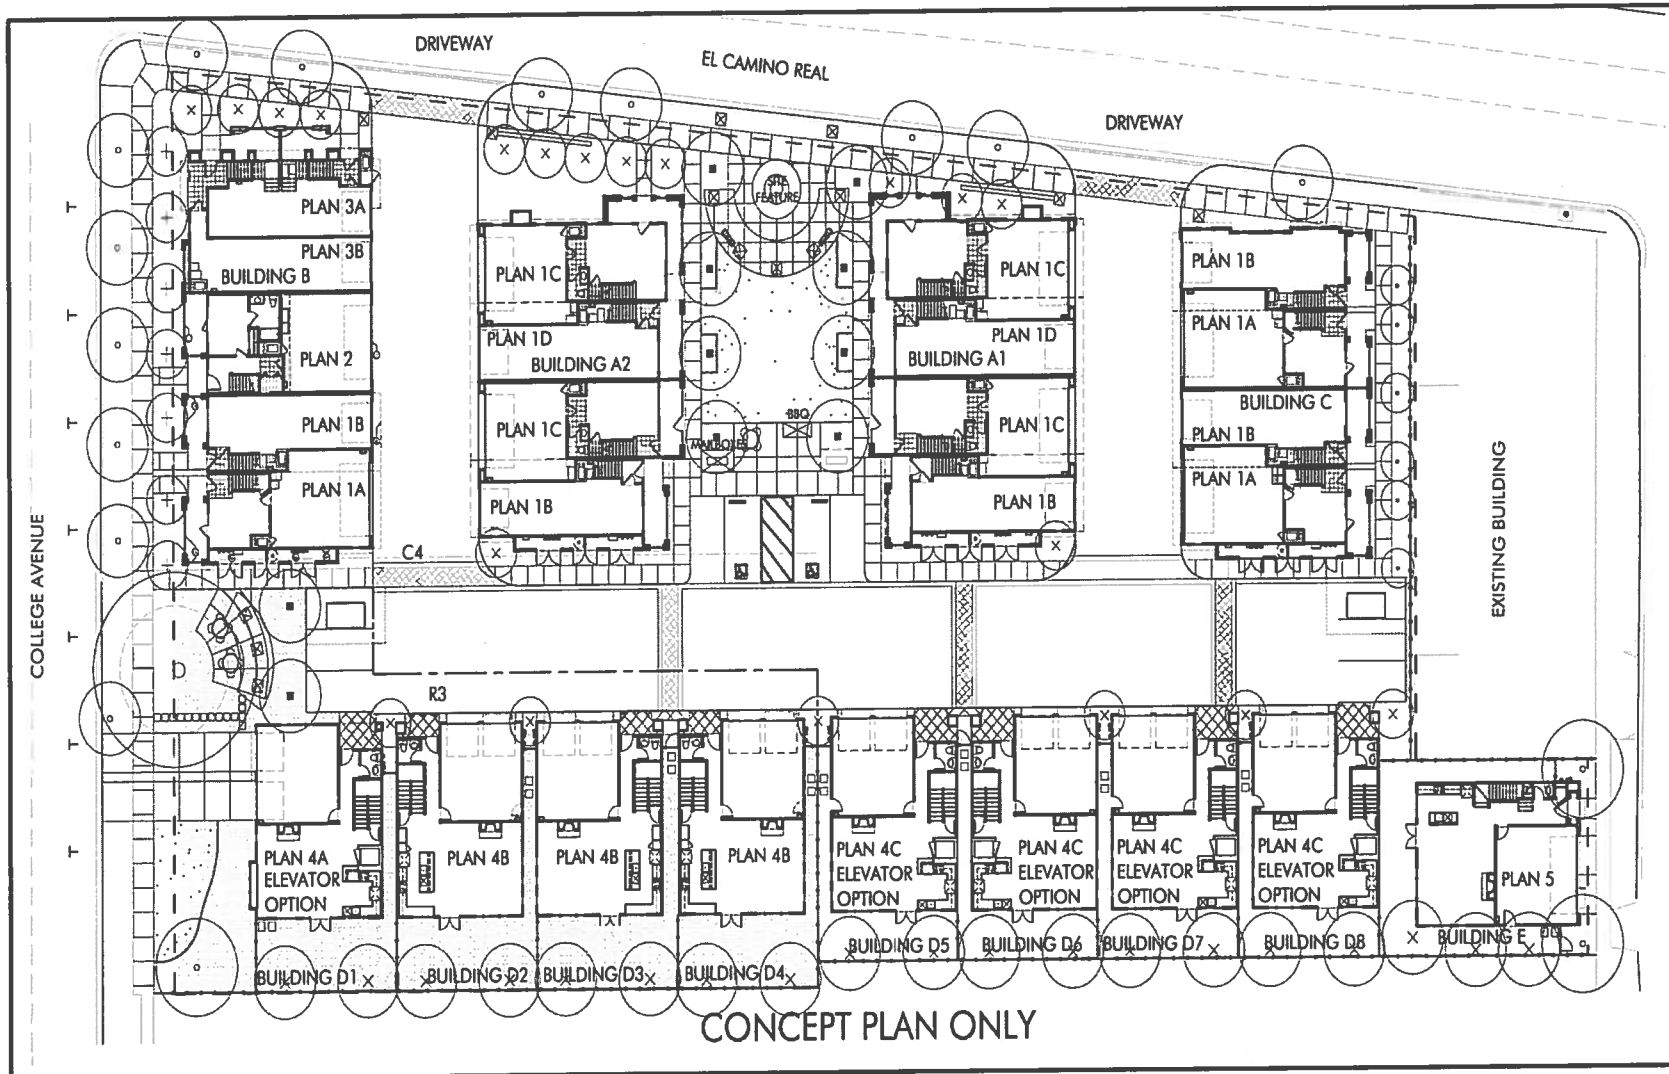 DRIVEWAY
EL CAMINO REAL
DRIVEWAY
COLLEGE AVENUE
EXISTING BUILDING
PLAN 3A
PLAN 3B
BUILDING B
PLAN 2
PLAN 1B
PLAN 1A
PLAN 1C
PLAN 1D
BUILDING A2
PLAN 1C
PLAN 1B
SITE
FEATURE
BBQ
MAILBOXES
PLAN 1C
PLAN 1D
BUILDING A1
PLAN 1C
PLAN 1B
PLAN 1B
PLAN 1A
BUILDING C
PLAN 1B
PLAN 1A
C4
R3
PLAN 4A
ELEVATOR
OPTION
PLAN 4B
PLAN 4B
PLAN 4B
PLAN 4C
ELEVATOR
OPTION
PLAN 4C
ELEVATOR
OPTION
PLAN 4C
ELEVATOR
OPTION
PLAN 4C
ELEVATOR
OPTION
PLAN 5
BUILDING D1
BUILDING D2
BUILDING D3
BUILDING D4
BUILDING D5
BUILDING D6
BUILDING D7
BUILDING D8
BUILDING E
CONCEPT PLAN ONLY